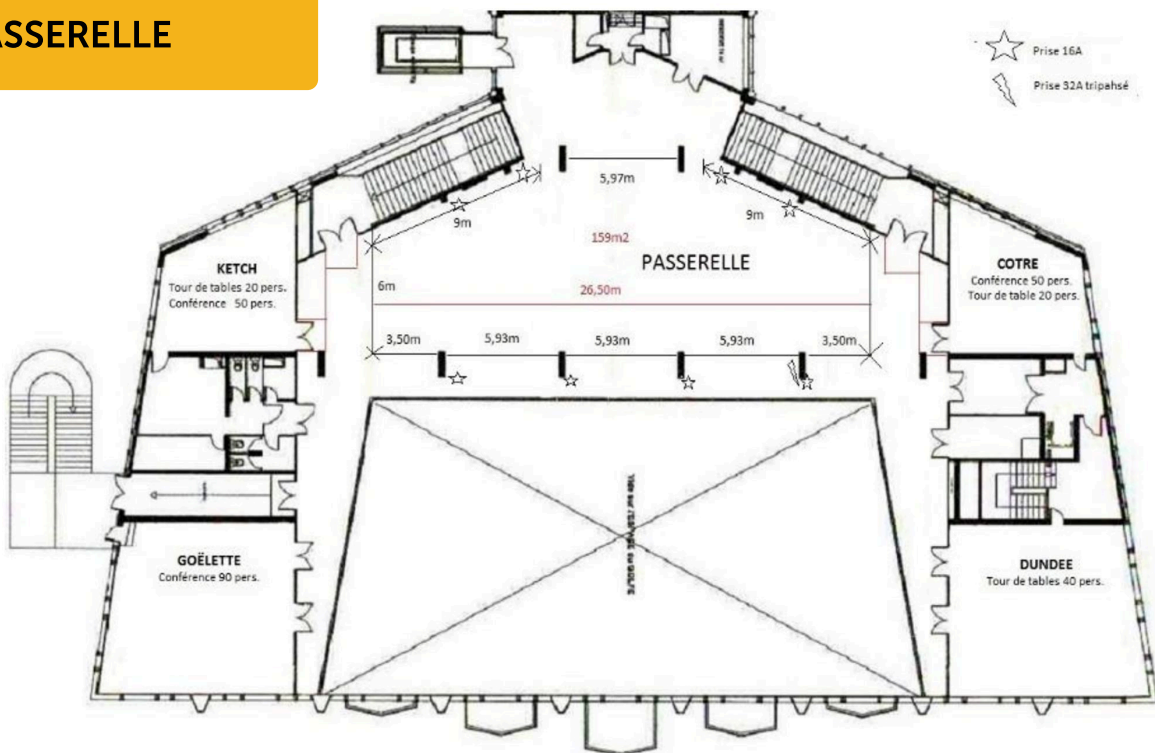 ASSERELLE
Prise 16A
Prise 32A tripahsé
5,97m
9m
9m
159m2
PASSERELLE
KETCH
Tour de tables 20 pers.
Conférence 50 pers.
COTRE
Conférence 50 pers.
Tour de table 20 pers.
6m
26,50m
3,50m
5,93m
5,93m
5,93m
3,50m
GOËLETTE
Conférence 90 pers.
DUNDEE
Tour de tables 40 pers.